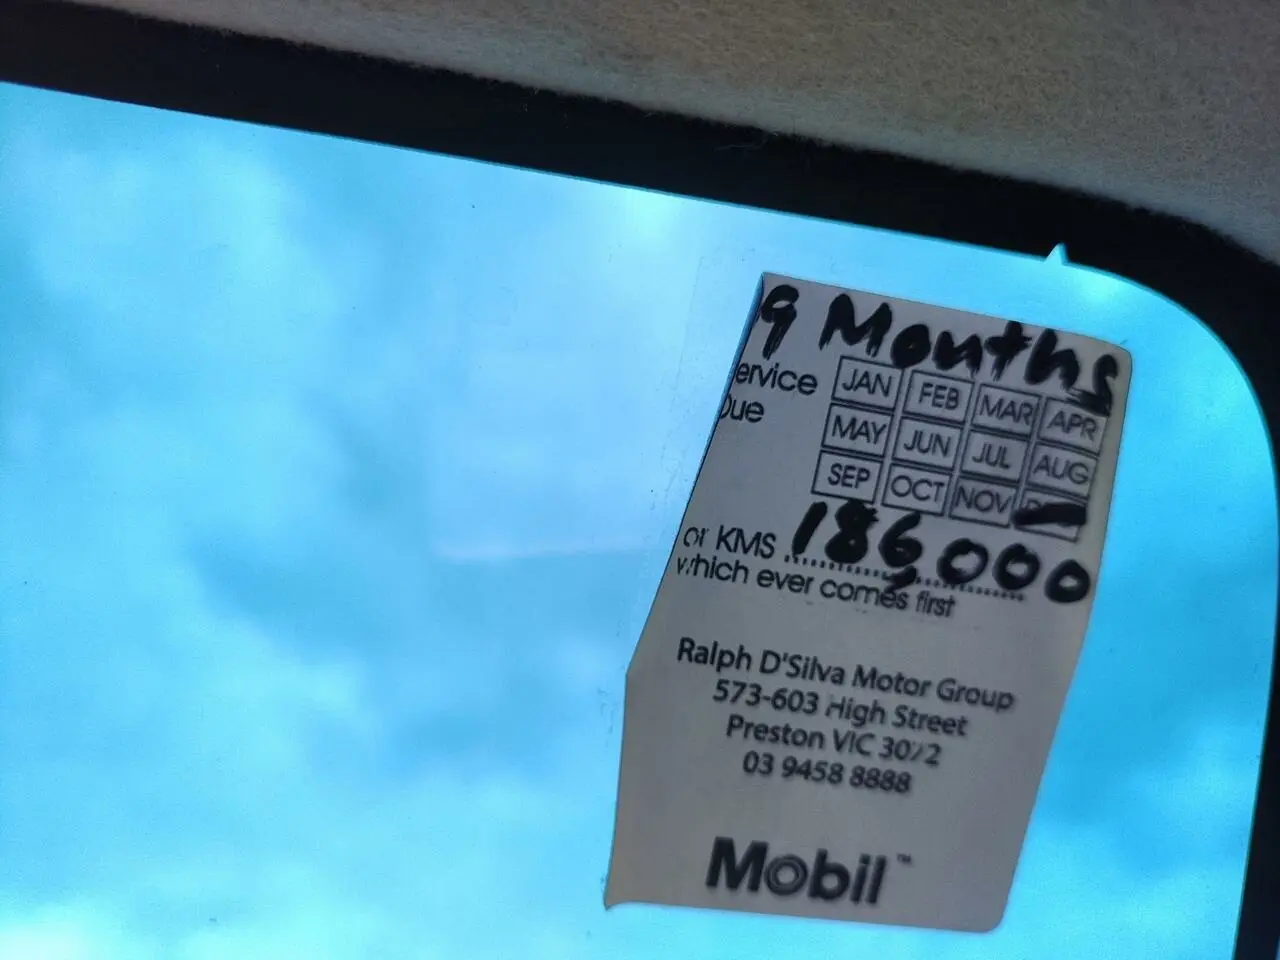 9 Months
ervice JAN FEB MAR APR
Due MAY JUN JUL AUG
SEP OCT NOV
or KMS 186,000
which ever comes first
Ralph D'Silva Motor Group
573-603 High Street
Preston VIC 3072
03 9458 8888
Mobil™